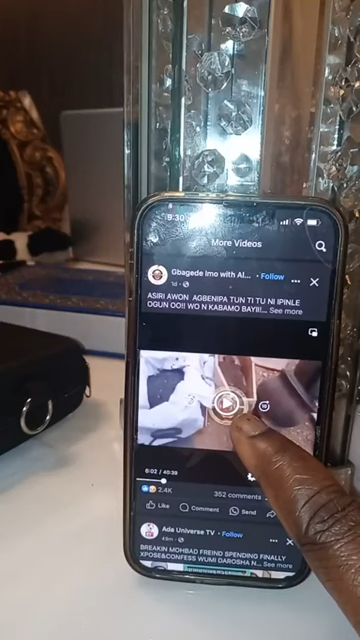 9:30
More Videos
Gbagede Imo with Al... • Follow
1d
ASIRI AWON AGBENIPA TUN TI TU NI IPINLE
OGUN OO!! WO N KABAMO BAYII!... See more
10
6:02 / 40:39
2.4K
352 comments
Like
Comment
Send
Ada Universe TV • Follow
49m
BREAKIN MOHBAD FREIND SPENDING FINALLY
XPOSE&CONFESS WUMI DAROSHA N... See more